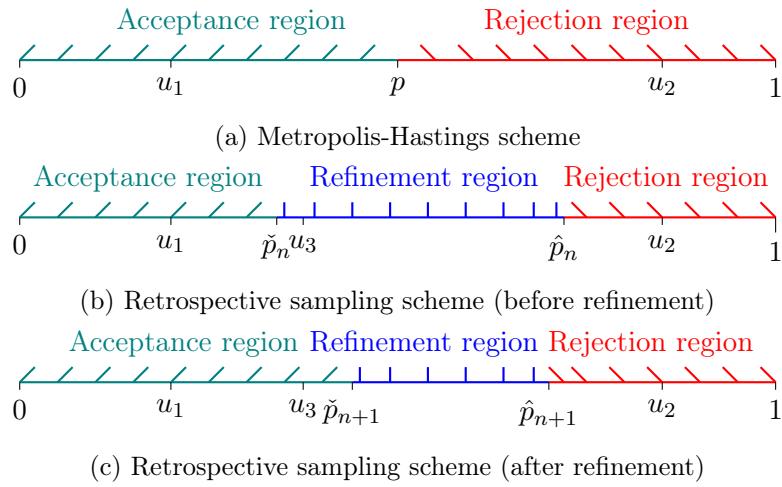 Acceptance region Rejection region
0 u₁ p u₂ 1
(a) Metropolis-Hastings scheme
Acceptance region Refinement region Rejection region
0 u₁ p̌ₙ u₃ p̂ₙ u₂ 1
(b) Retrospective sampling scheme (before refinement)
Acceptance region Refinement region Rejection region
0 u₁ u₃ p̌ₙ₊₁ p̂ₙ₊₁ u₂ 1
(c) Retrospective sampling scheme (after refinement)